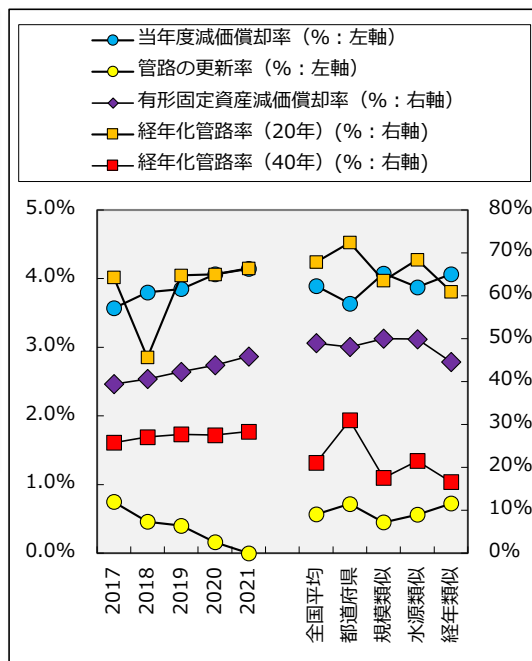 当年度減価償却率（％：左軸）
管路の更新率（％：左軸）
有形固定資産減価償却率（％：右軸）
経年化管路率（20年）(％：右軸)
経年化管路率（40年）(％：右軸)
5.0%
4.0%
3.0%
2.0%
1.0%
0.0%
80%
70%
60%
50%
40%
30%
20%
10%
0%
2017
2018
2019
2020
2021
全国平均
都道府県
規模類似
水源類似
経年類似